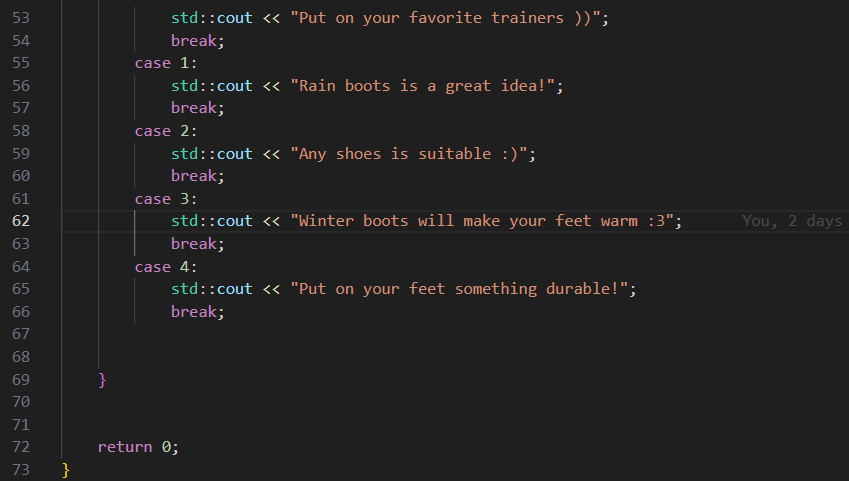 53 std::cout << "Put on your favorite trainers ))";
54 break;
55 case 1:
56 std::cout << "Rain boots is a great idea!";
57 break;
58 case 2:
59 std::cout << "Any shoes is suitable :)";
60 break;
61 case 3:
62 std::cout << "Winter boots will make your feet warm :3"; You, 2 days
63 break;
64 case 4:
65 std::cout << "Put on your feet something durable!";
66 break;
67
68
69 }
70
71
72 return 0;
73 }